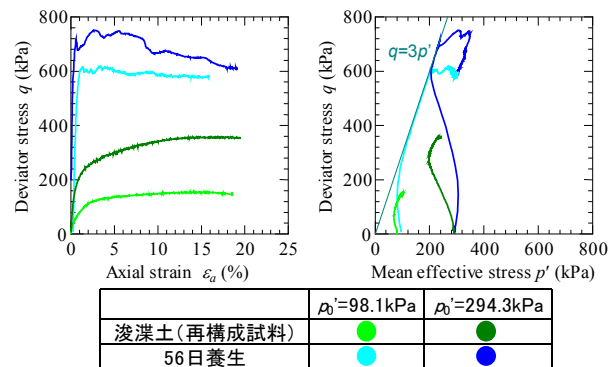 800
600
400
200
0
Deviator stress q (kPa)
0 5 10 15 20 25
Axial strain εa (%)
800
600
400
200
0
Deviator stress q (kPa)
q=3p'
0 200 400 600 800
Mean effective stress p' (kPa)
p0'=98.1kPa p0'=294.3kPa
浚渫土(再構成試料)
56日養生